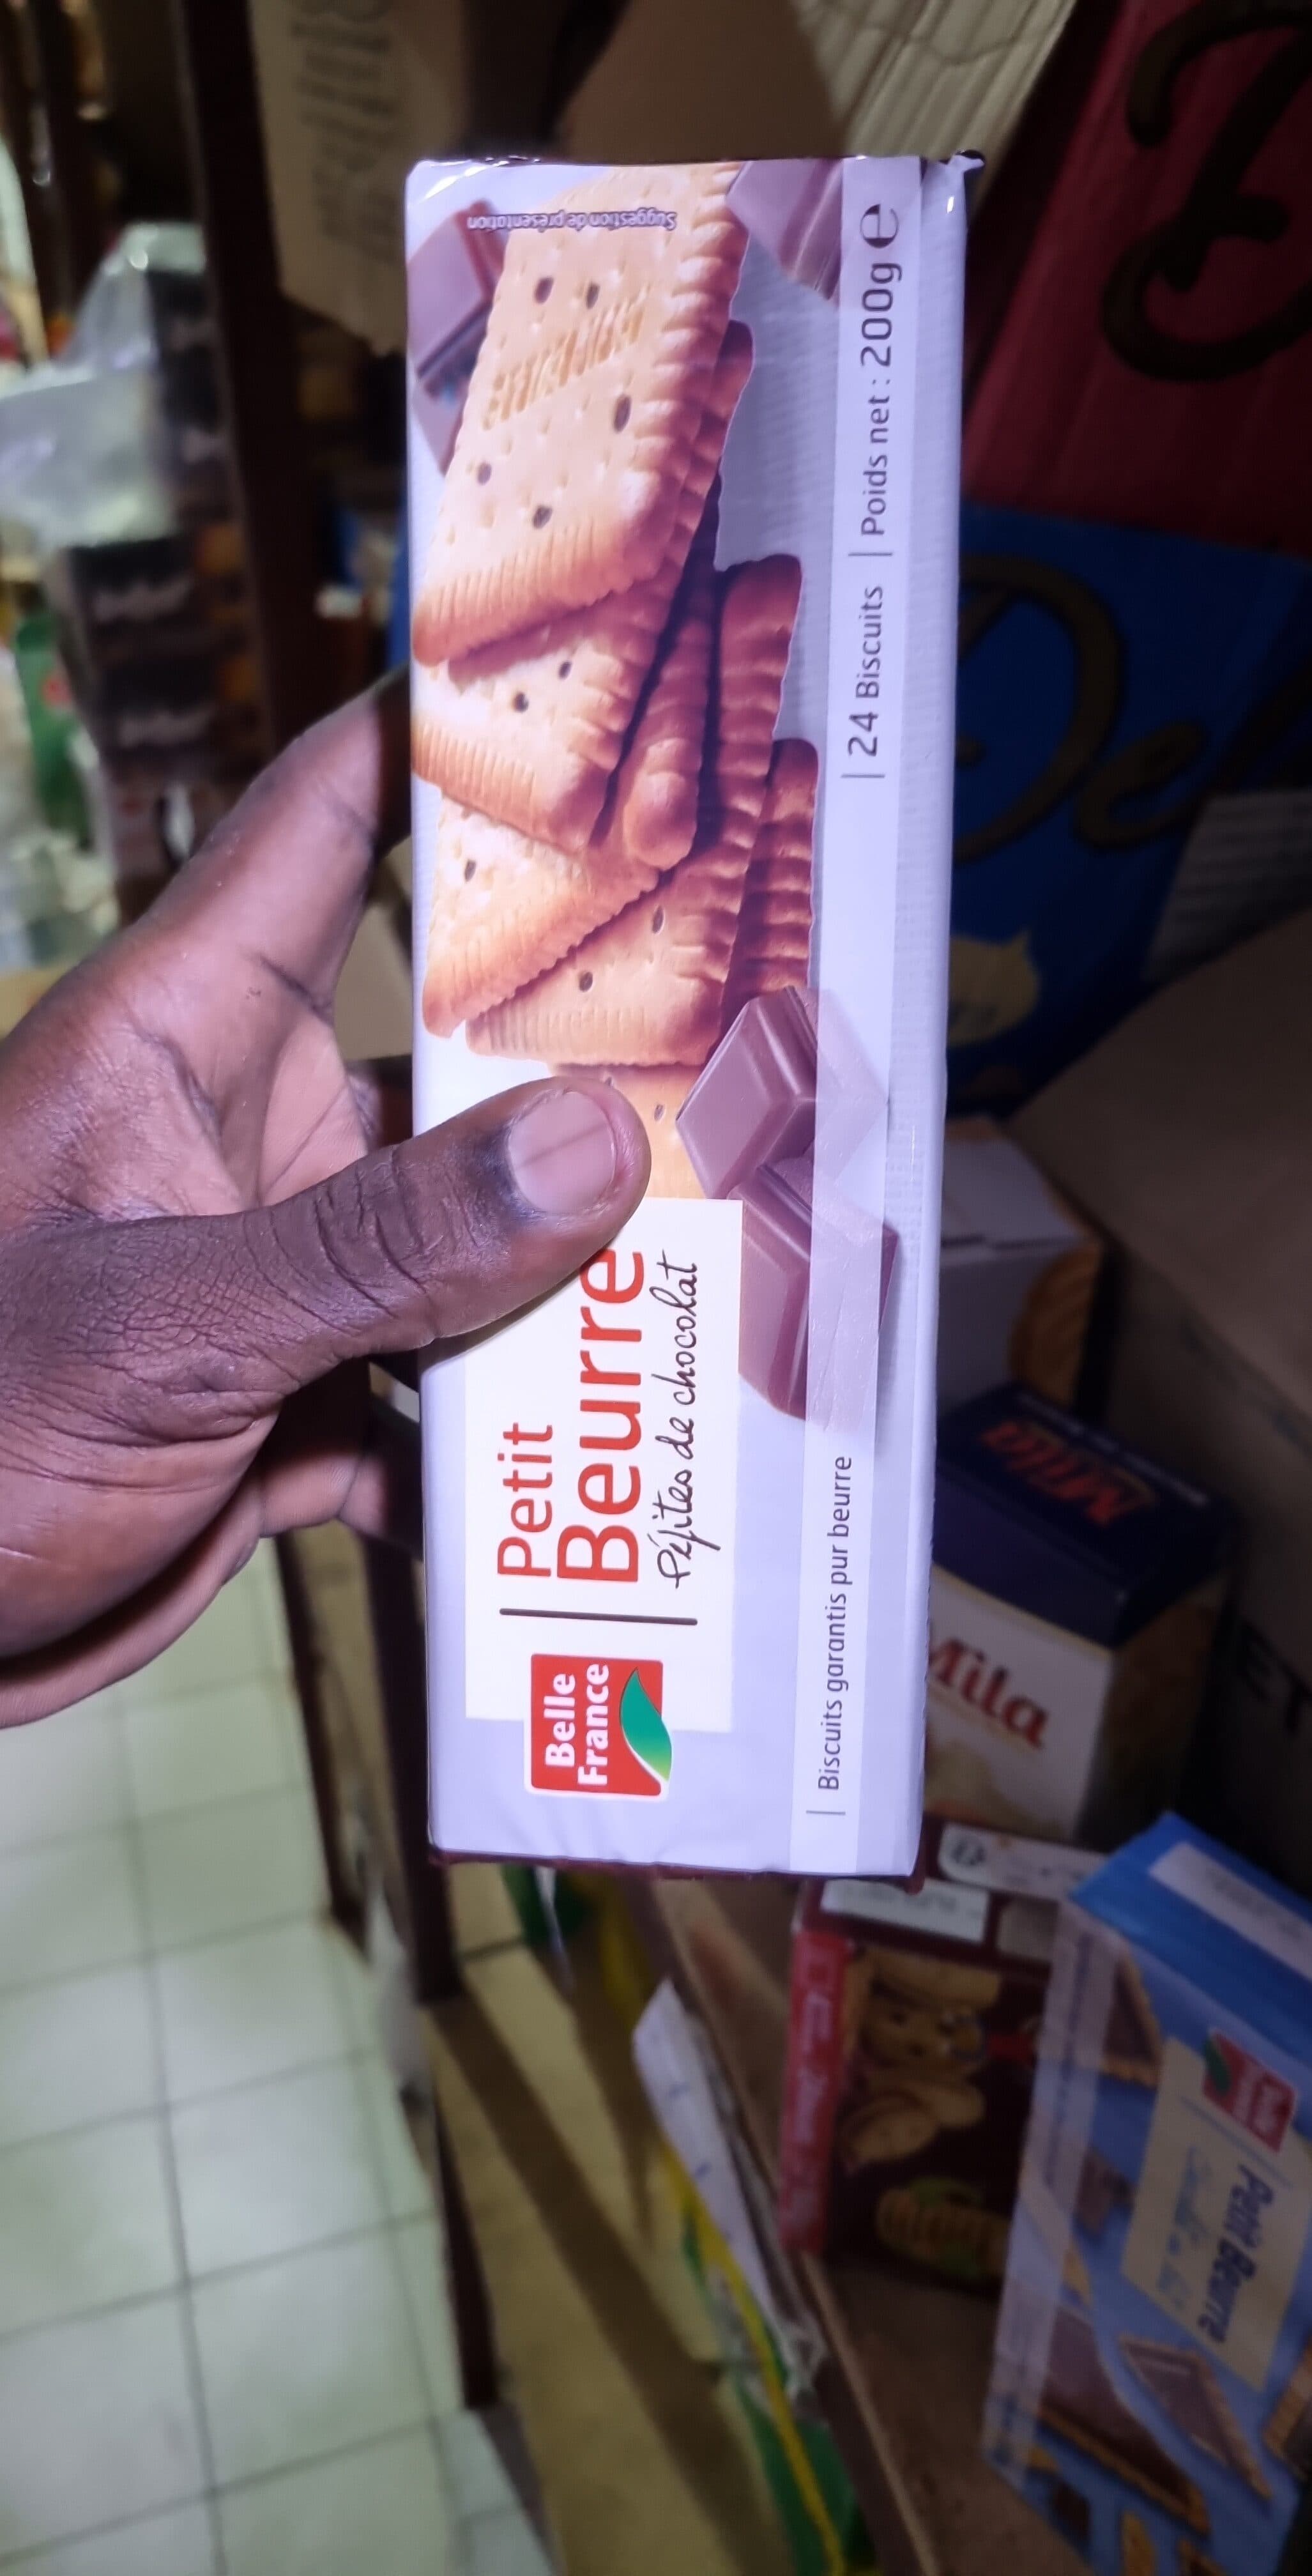 Belle
France
Petit
Beurre
Pépites de chocolat
Biscuits garantis pur beurre
24 Biscuits
Poids net : 200g e
Suggestion de présentation
Mila
Petit Beurre